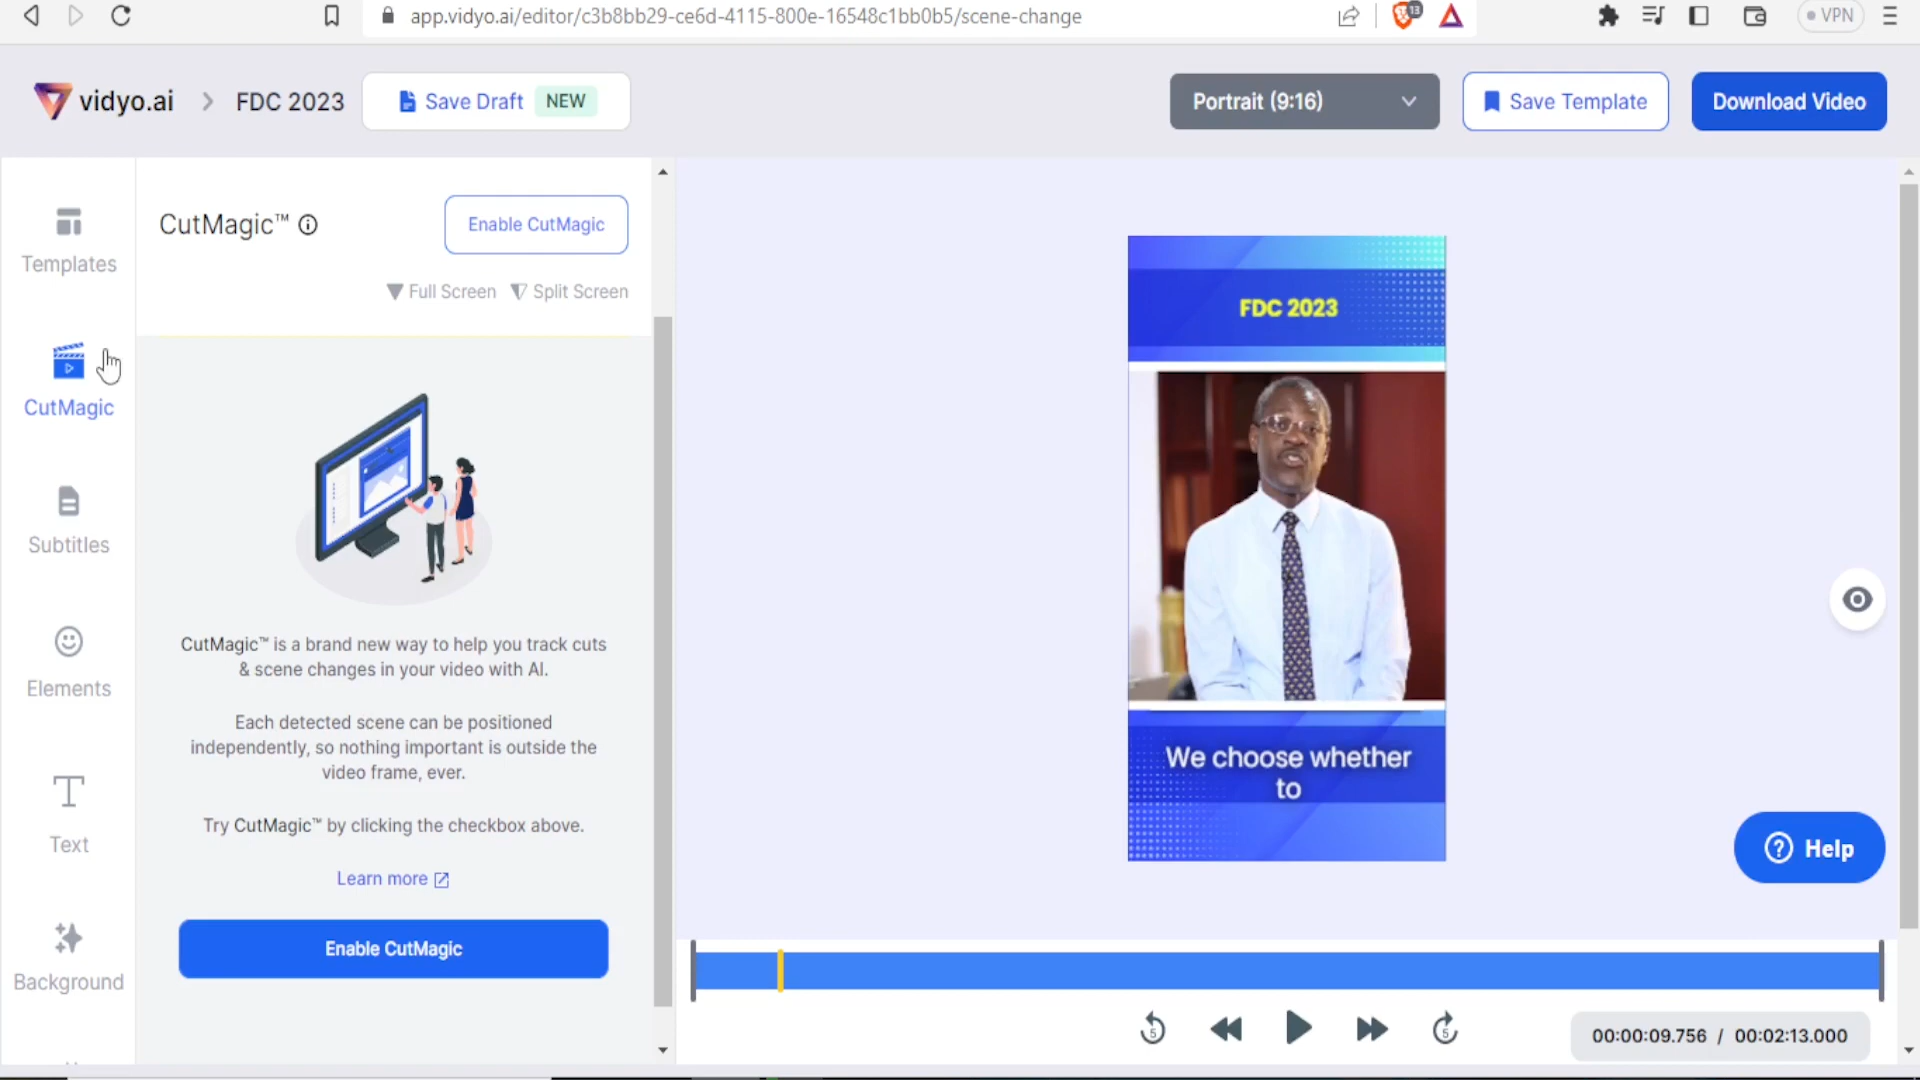 app.vidyo.ai/editor/c3b8bb29-ce6d-4115-800e-16548c1bb0b5/scene-change
13
VPN
vidyo.ai
FDC 2023
Save Draft
NEW
Portrait (9:16)
Save Template
Download Video
Templates
CutMagic
Subtitles
Elements
Text
Background
CutMagic™
Enable CutMagic
Full Screen
Split Screen
CutMagic™ is a brand new way to help you track cuts
& scene changes in your video with AI.
Each detected scene can be positioned
independently, so nothing important is outside the
video frame, ever.
Try CutMagic™ by clicking the checkbox above.
Learn more
Enable CutMagic
FDC 2023
We choose whether
to
Help
5
5
00:00:09.756 / 00:02:13.000